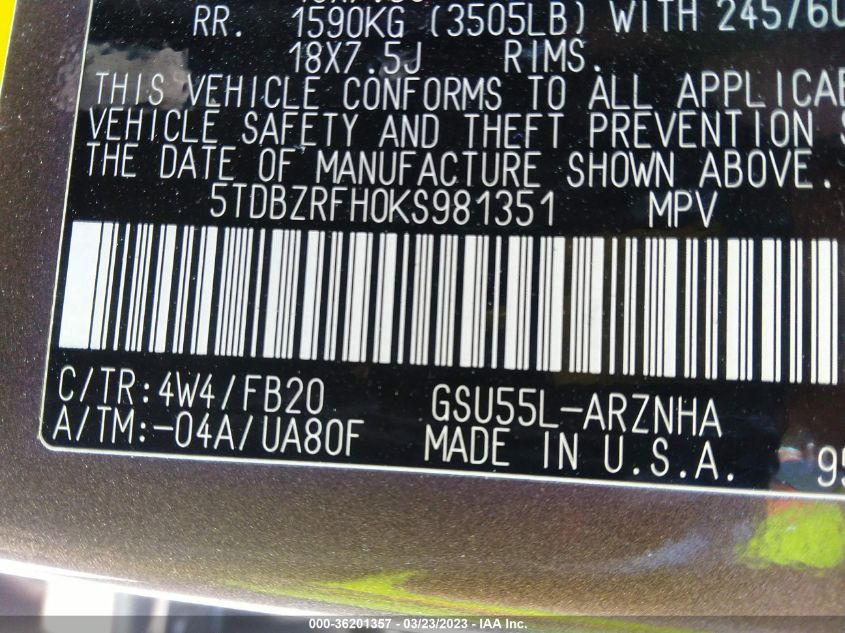 RR. 1590KG (3505LB) WITH 245/60
18X7.5J RIMS.
THIS VEHICLE CONFORMS TO ALL APPLICAB
VEHICLE SAFETY AND THEFT PREVENTION S
THE DATE OF MANUFACTURE SHOWN ABOVE.
5TDBZRFH0KS981351 MPV
C/TR:4W4/FB20 GSU55L-ARZNHA
A/TM:-04A/UA80F MADE IN U.S.A. 95
000-36201357 - 03/23/2023 - IAA Inc.